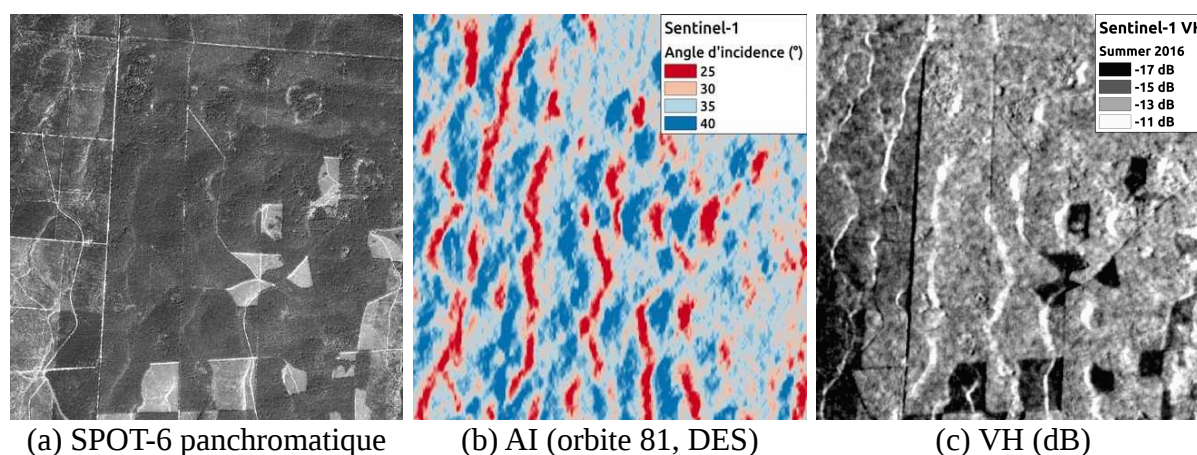 Sentinel-1
Angle d'incidence (°)
25
30
35
40
Sentinel-1 VH
Summer 2016
-17 dB
-15 dB
-13 dB
-11 dB
(a) SPOT-6 panchromatique
(b) AI (orbite 81, DES)
(c) VH (dB)